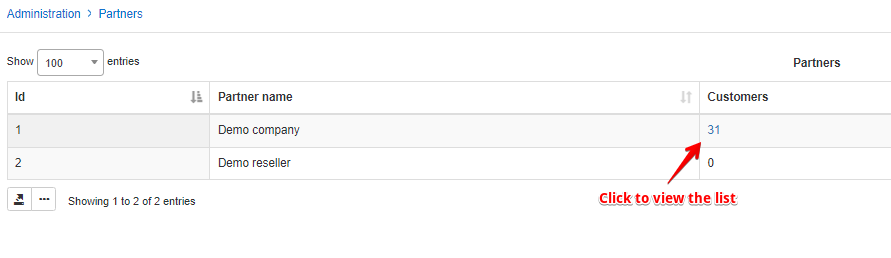 Administration > Partners
Show 100 entries Partners
Id Partner name Customers
1 Demo company 31
2 Demo reseller 0
Click to view the list
Showing 1 to 2 of 2 entries